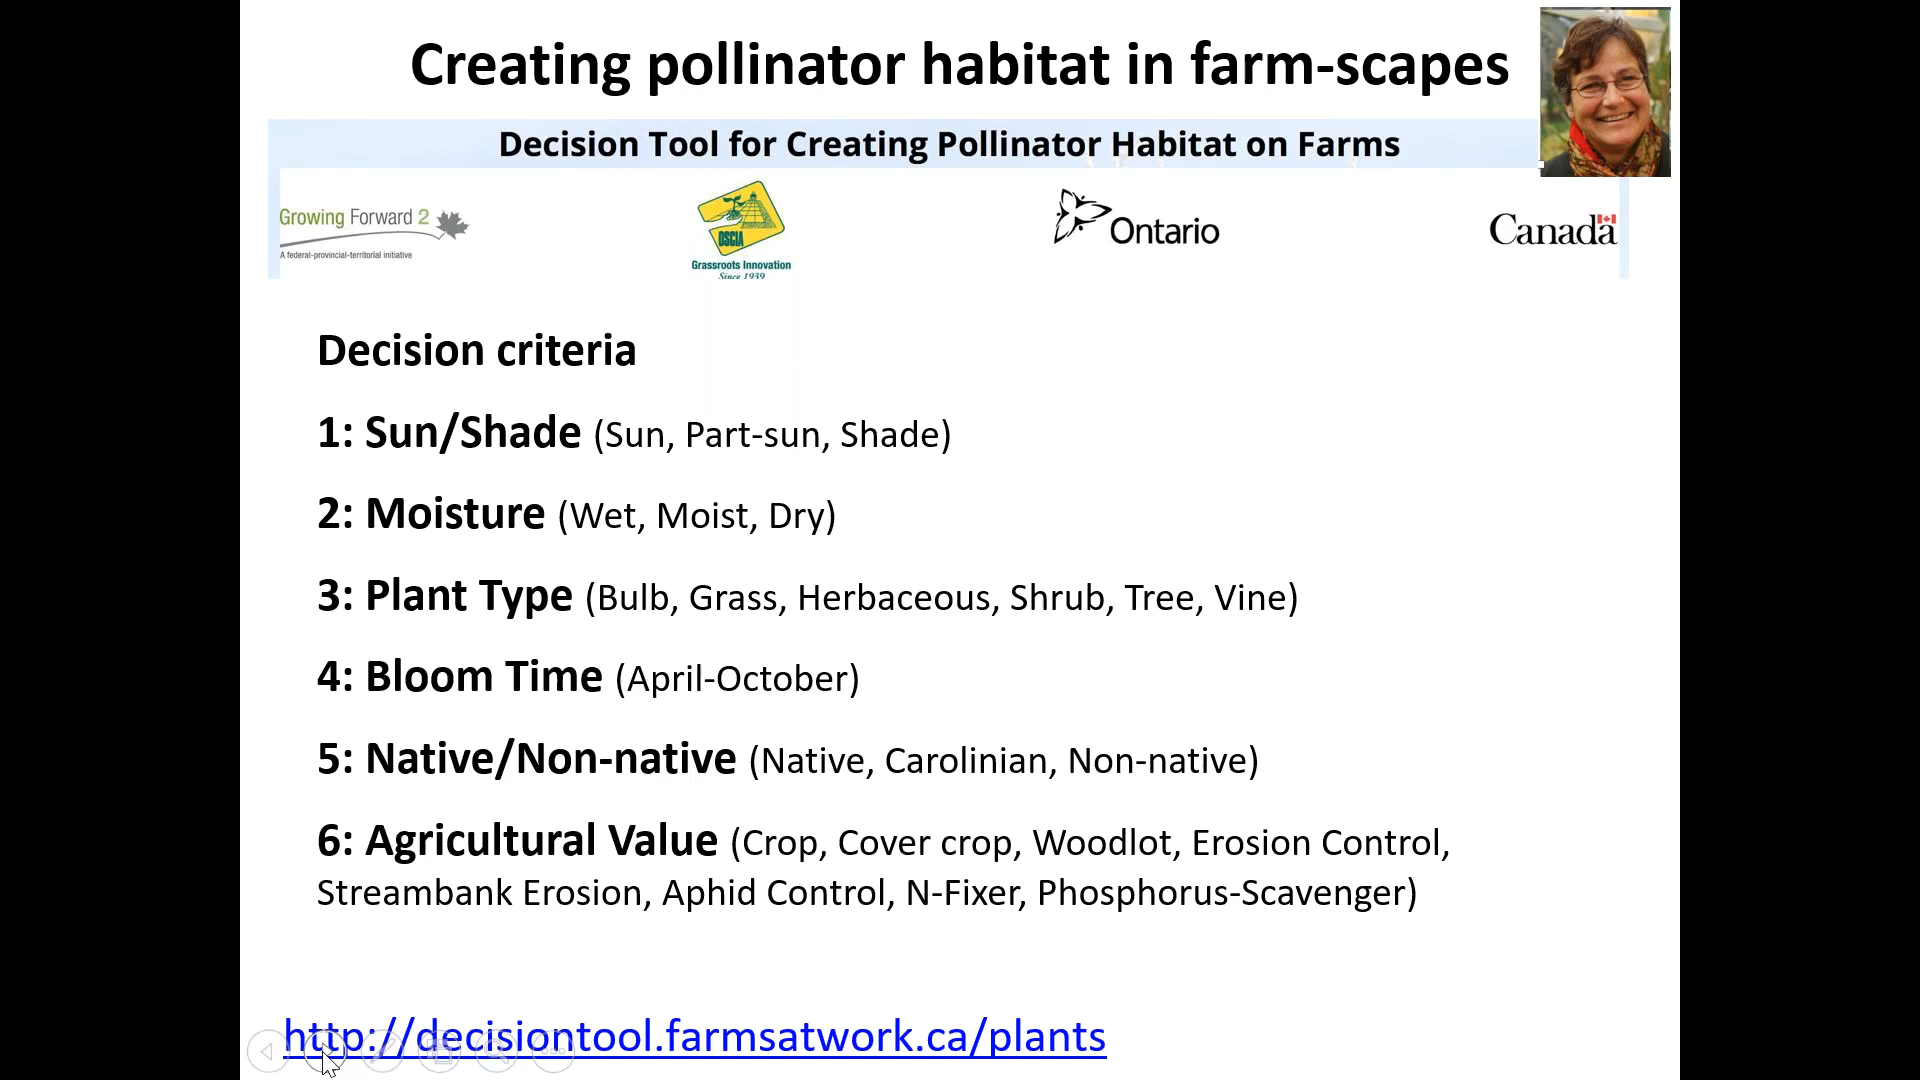 Creating pollinator habitat in farm-scapes
Decision Tool for Creating Pollinator Habitat on Farms
Growing Forward 2
A federal-provincial-territorial initiative
OSCIA
Grassroots Innovation
Since 1939
Ontario
Canada
Decision criteria
1: Sun/Shade (Sun, Part-sun, Shade)
2: Moisture (Wet, Moist, Dry)
3: Plant Type (Bulb, Grass, Herbaceous, Shrub, Tree, Vine)
4: Bloom Time (April-October)
5: Native/Non-native (Native, Carolinian, Non-native)
6: Agricultural Value (Crop, Cover crop, Woodlot, Erosion Control,
Streambank Erosion, Aphid Control, N-Fixer, Phosphorus-Scavenger)
http://decisiontool.farmsatwork.ca/plants